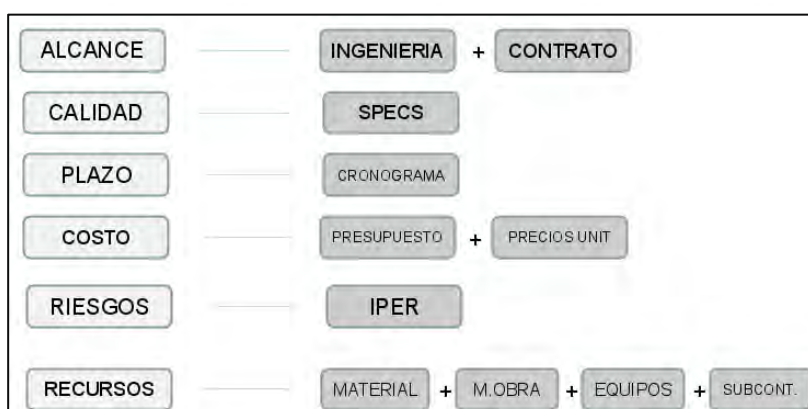 ALCANCE INGENIERIA + CONTRATO
CALIDAD SPECS
PLAZO CRONOGRAMA
COSTO PRESUPUESTO + PRECIOS UNIT
RIESGOS IPER
RECURSOS MATERIAL + M.OBRA + EQUIPOS + SUBCONT.